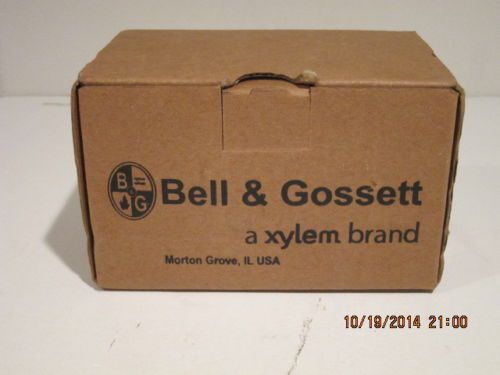 B & G
Bell & Gossett
a xylem brand
Morton Grove, IL USA
10/19/2014 21:00